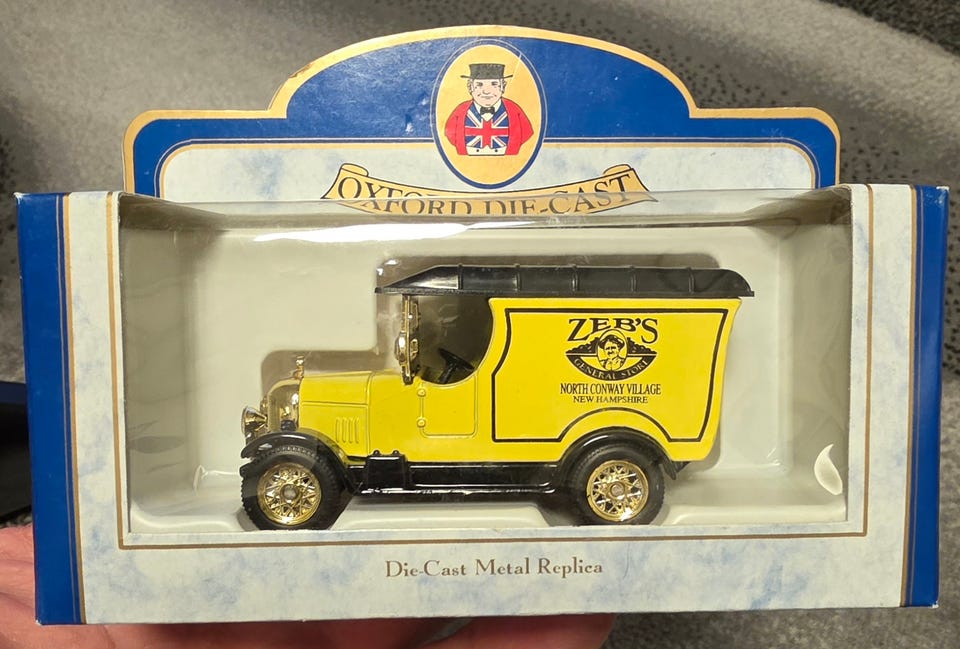 OXFORD DIE-CAST
ZEB'S
GENERAL STORE
NORTH CONWAY VILLAGE
NEW HAMPSHIRE
Die-Cast Metal Replica